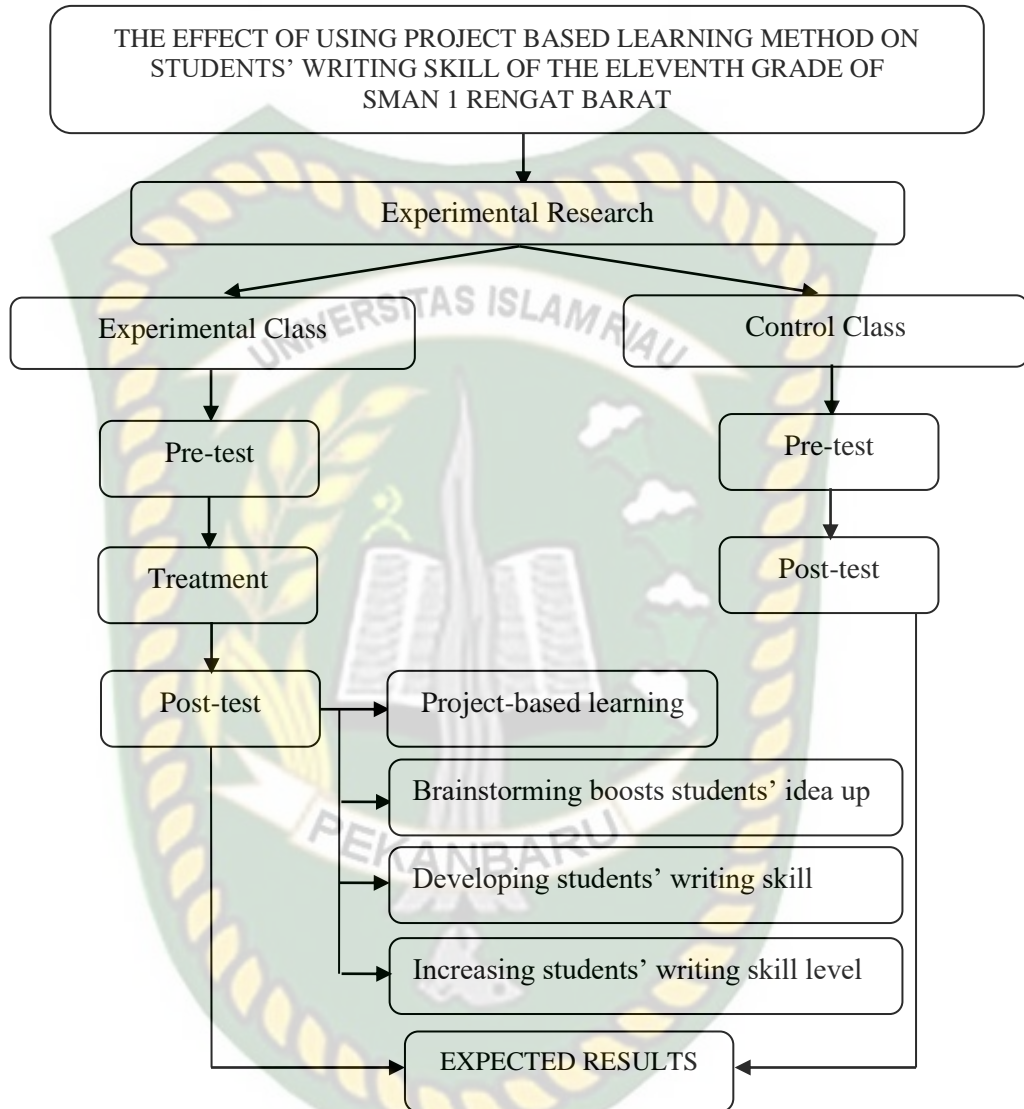 THE EFFECT OF USING PROJECT BASED LEARNING METHOD ON
STUDENTS’ WRITING SKILL OF THE ELEVENTH GRADE OF
SMAN 1 RENGAT BARAT
Experimental Research
Experimental Class
Control Class
UNIVERSITAS ISLAM RIAU
Pre-test
Pre-test
Treatment
Post-test
Post-test
Project-based learning
Brainstorming boosts students’ idea up
PEKANBARU
Developing students’ writing skill
Increasing students’ writing skill level
EXPECTED RESULTS